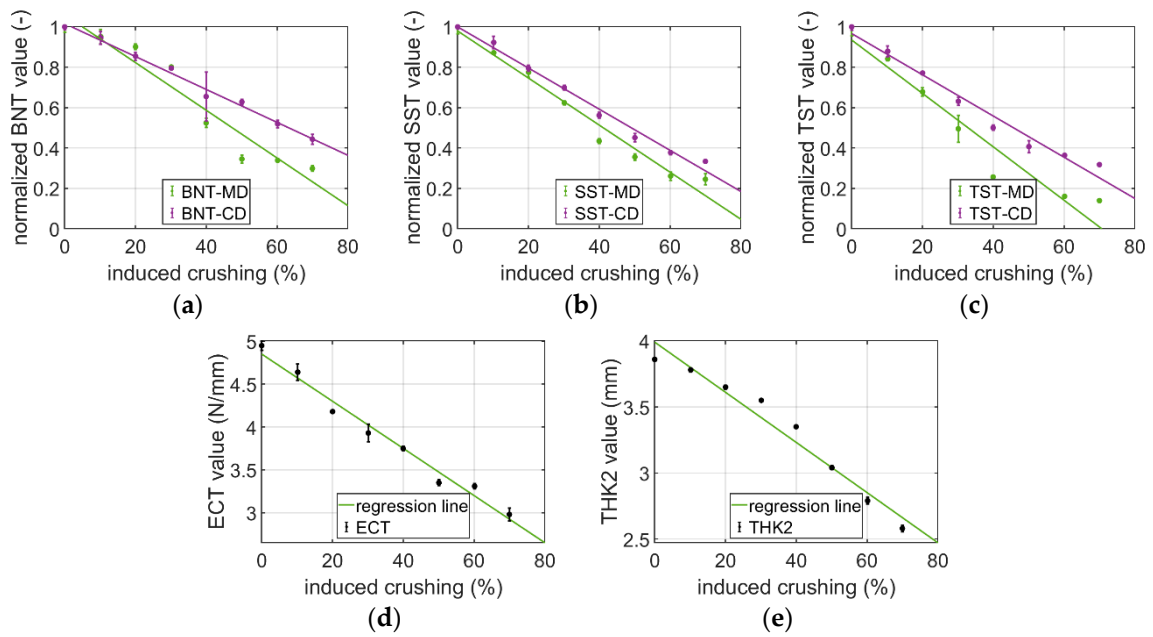 normalized BNT value (-)
1
0.8
0.6
0.4
0.2
0
BNT-MD
BNT-CD
0 20 40 60 80
induced crushing (%)
(a)
normalized SST value (-)
1
0.8
0.6
0.4
0.2
0
SST-MD
SST-CD
0 20 40 60 80
induced crushing (%)
(b)
normalized TST value (-)
1
0.8
0.6
0.4
0.2
0
TST-MD
TST-CD
0 20 40 60 80
induced crushing (%)
(c)
ECT value (N/mm)
5
4.5
4
3.5
3
regression line
ECT
0 20 40 60 80
induced crushing (%)
(d)
THK2 value (mm)
4
3.5
3
2.5
regression line
THK2
0 20 40 60 80
induced crushing (%)
(e)